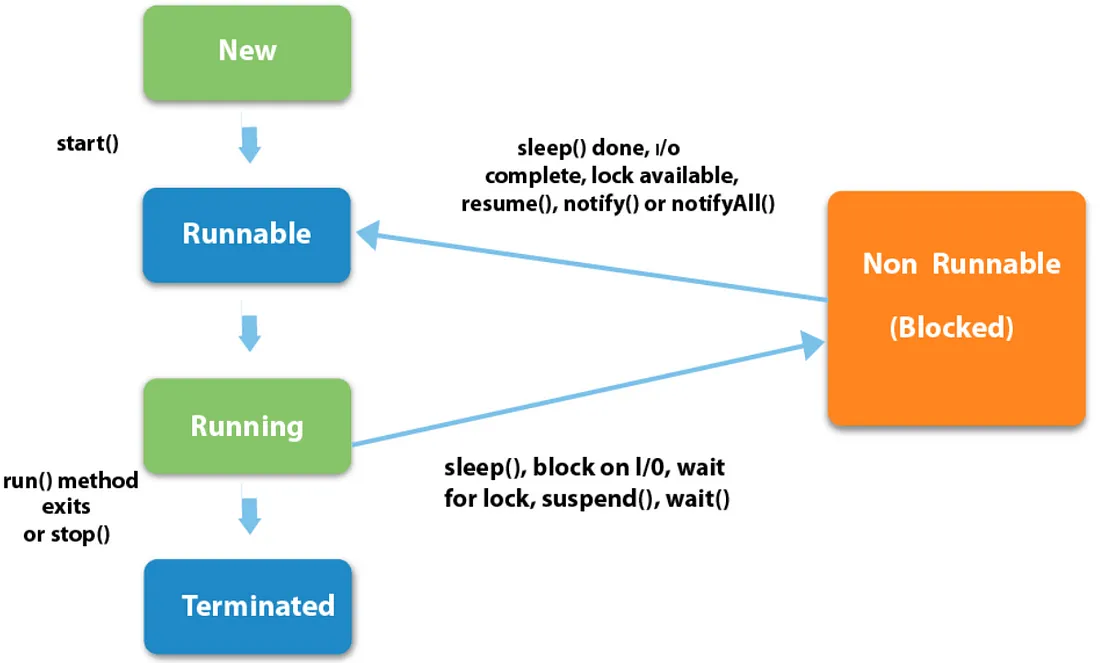 New
start()
sleep() done, I/o
complete, lock available,
resume(), notify() or notifyAll()
Runnable
Non Runnable
(Blocked)
Running
sleep(), block on l/0, wait
for lock, suspend(), wait()
run() method
exits
or stop()
Terminated